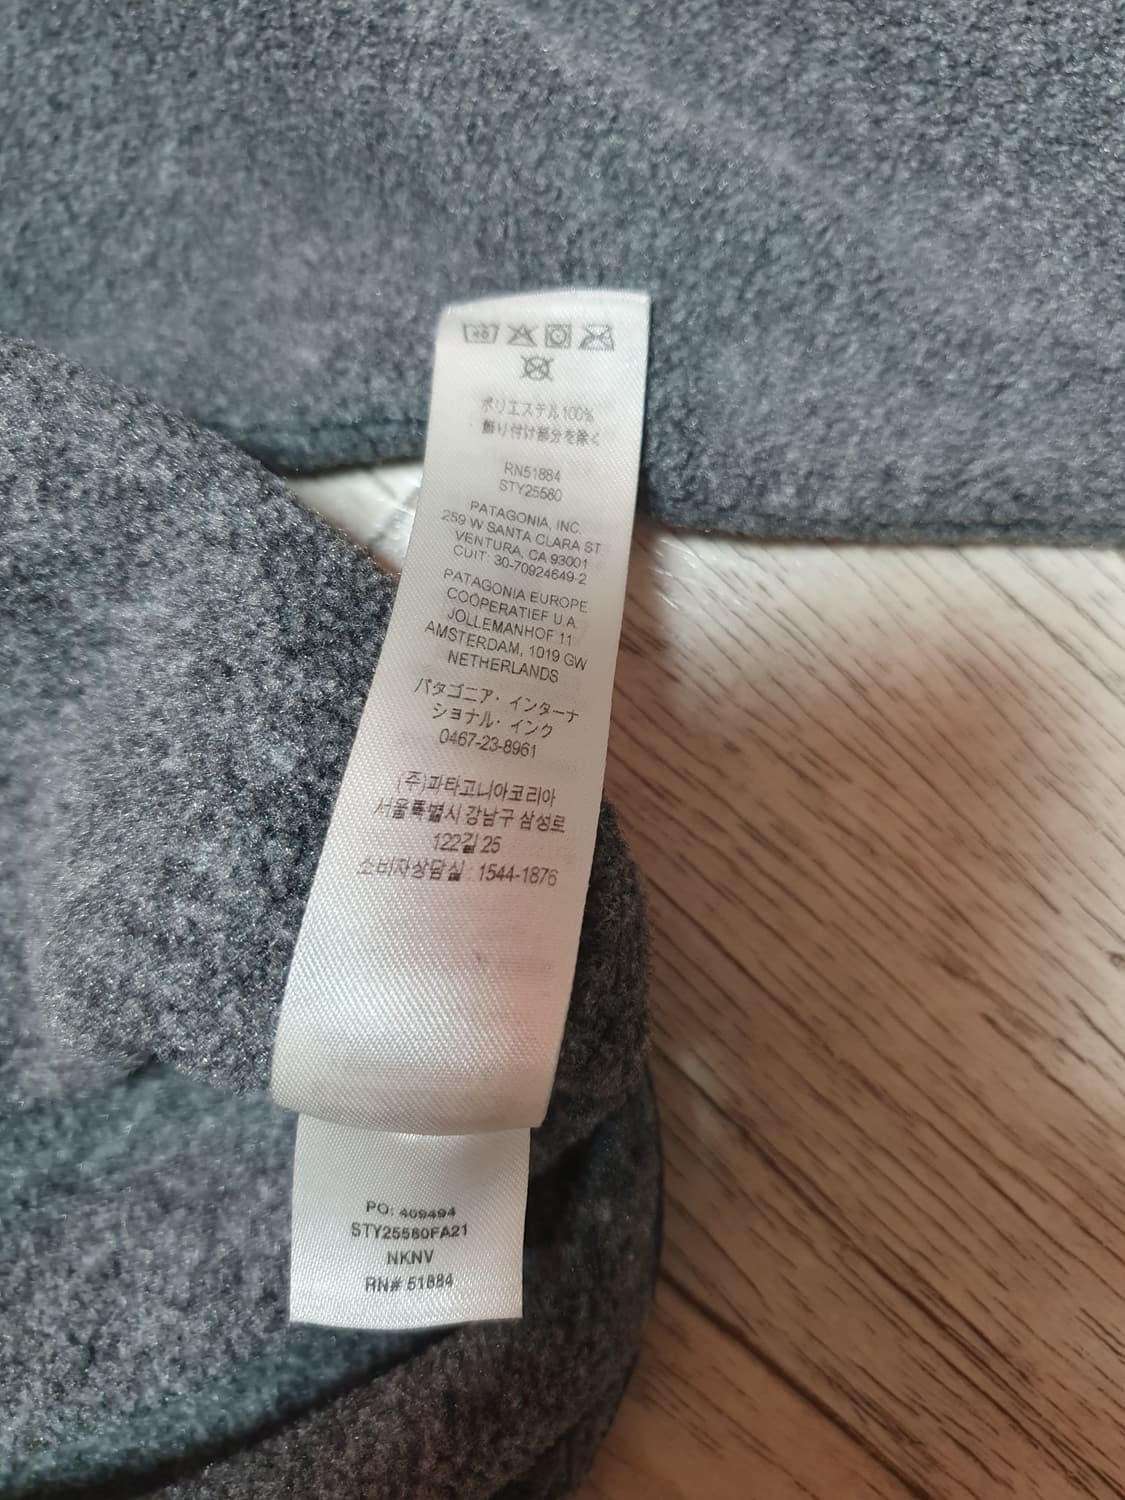 ポリエステル100%
飾り付け部分を除く
RN51884
STY25580
PATAGONIA, INC.
259 W SANTA CLARA ST
VENTURA, CA 93001
CUIT: 30-70924649-2
PATAGONIA EUROPE
COÖPERATIEF U.A.
JOLLEMANHOF 11
AMSTERDAM, 1019 GW
NETHERLANDS
パタゴニア・インターナ
ショナル・インク
0467-23-8961
(주)파타고니아코리아
서울특별시 강남구 삼성로
122길 25
소비자상담실 : 1544-1876
PO: 409494
STY25580FA21
NKNV
RN# 51884